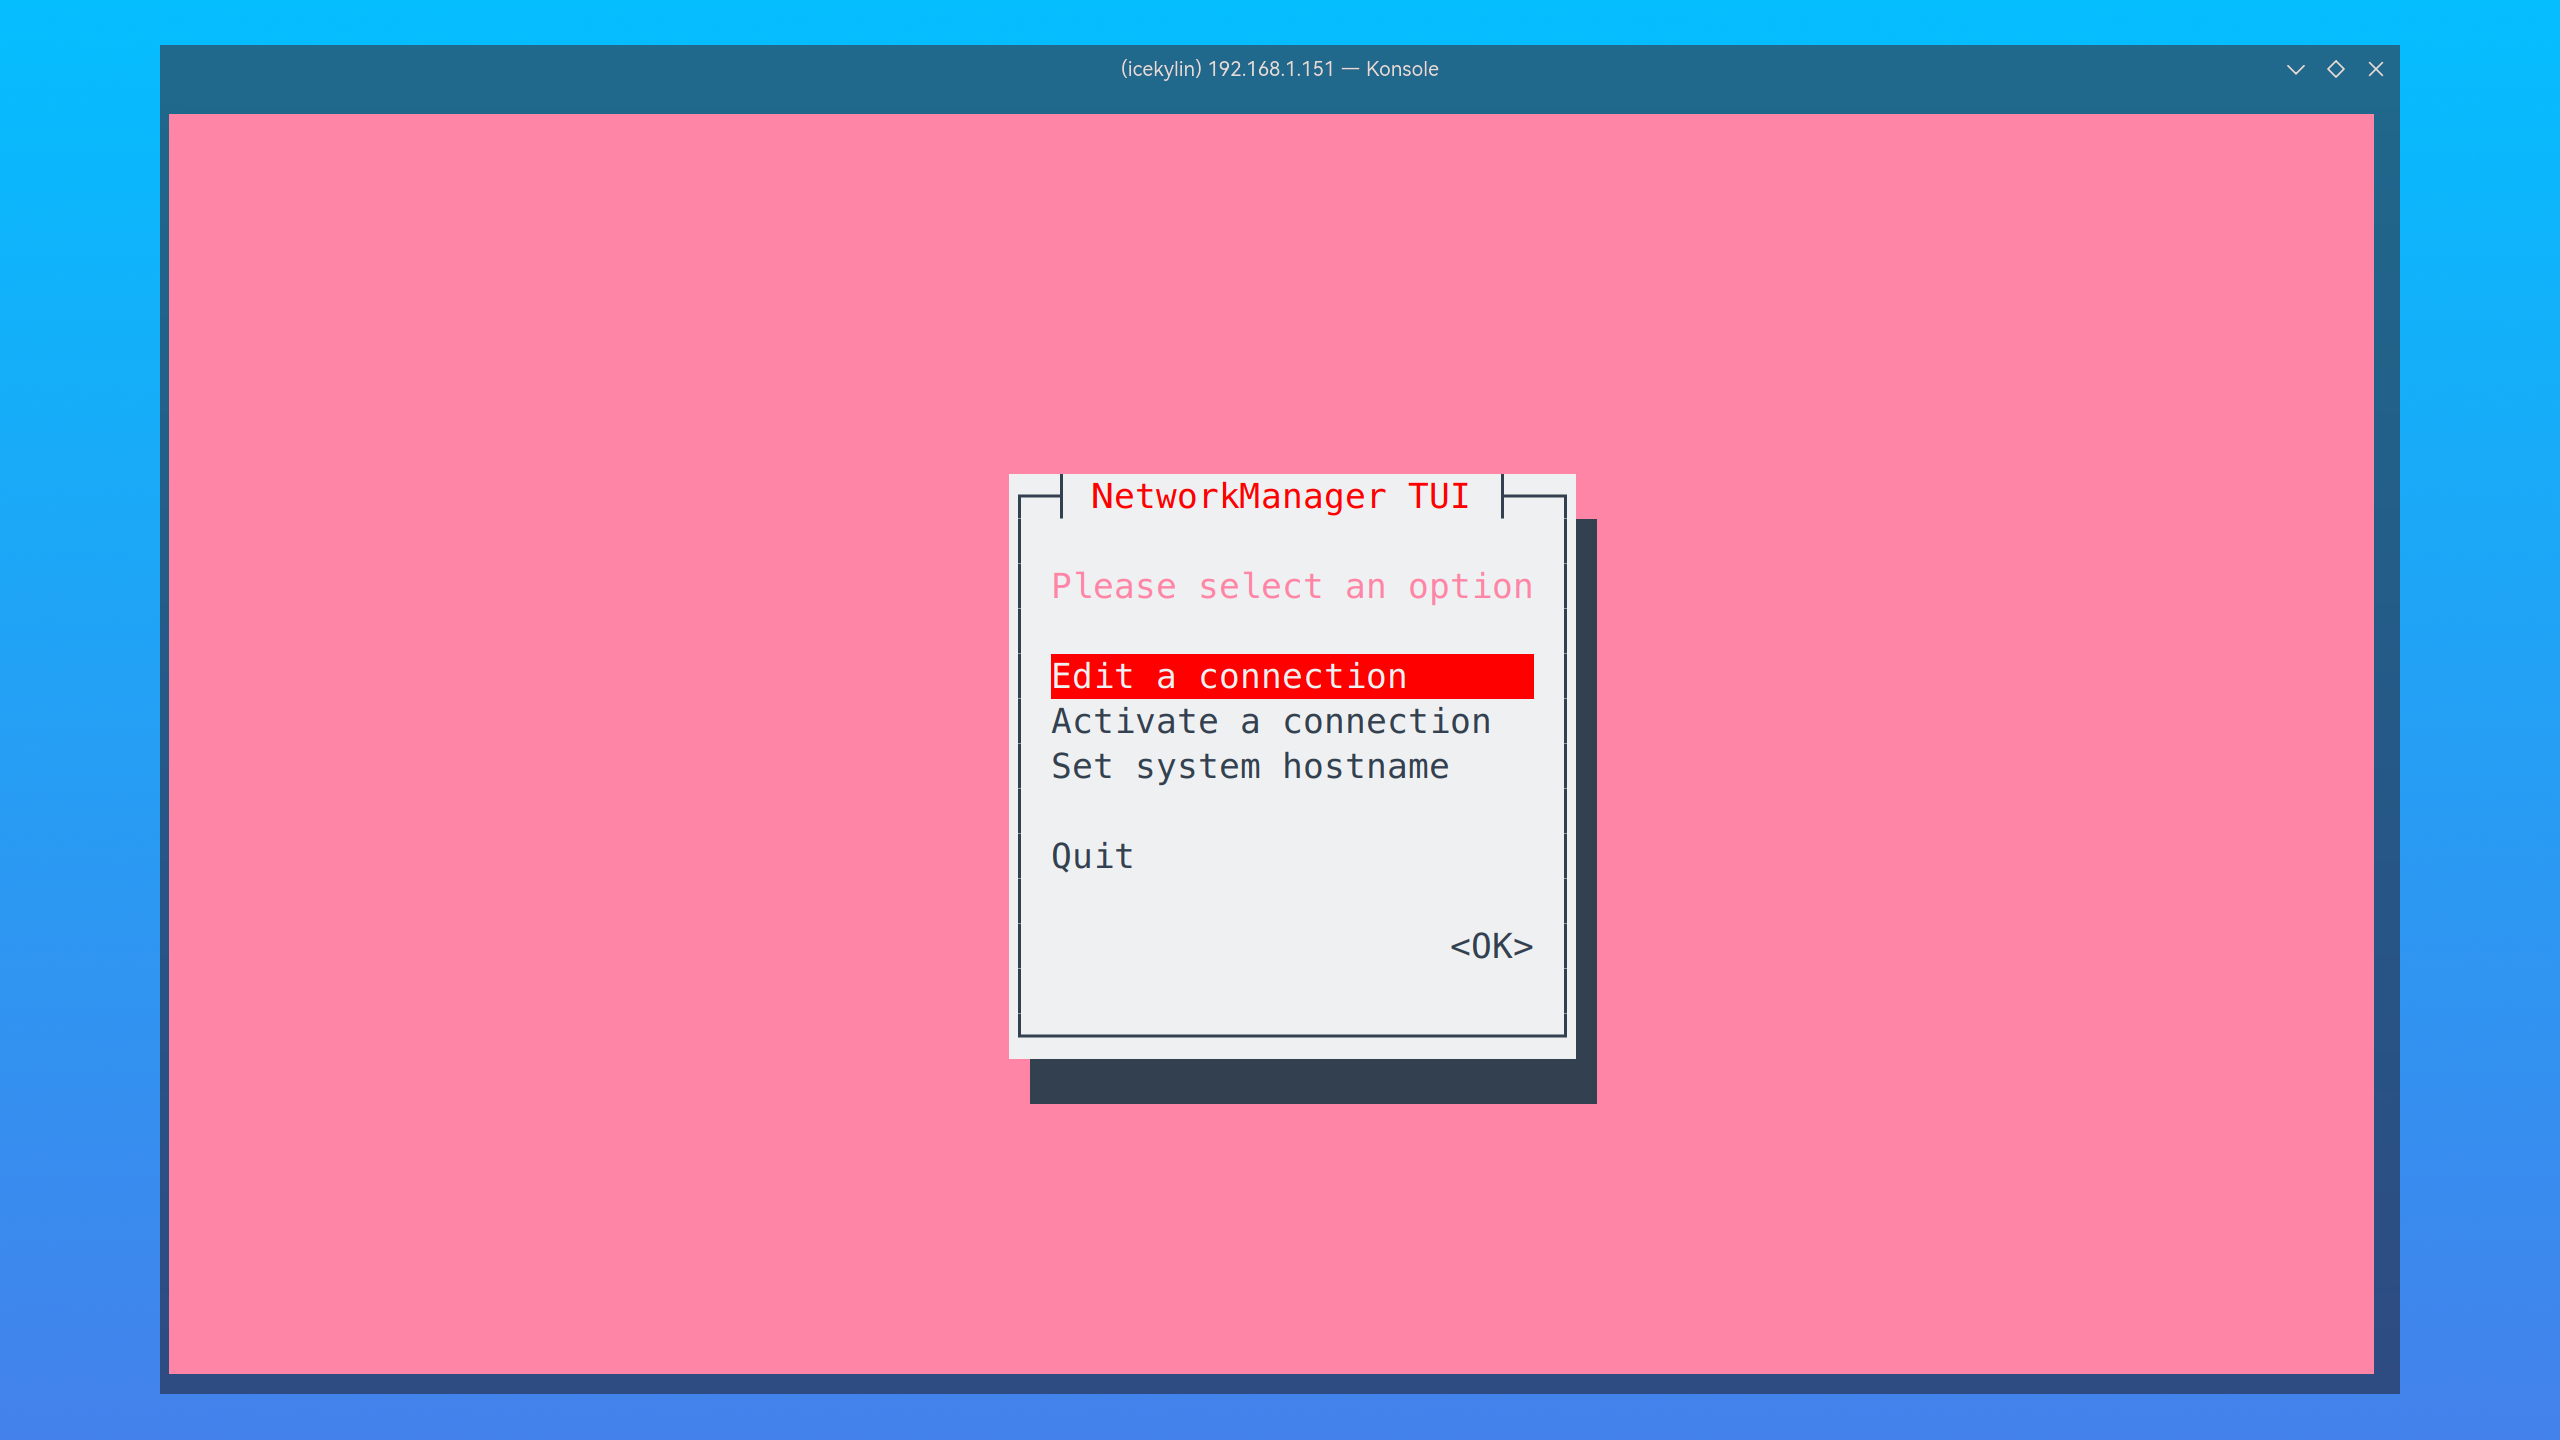 (icekylin) 192.168.1.151 — Konsole
NetworkManager TUI
Please select an option
Edit a connection
Activate a connection
Set system hostname
Quit
<OK>